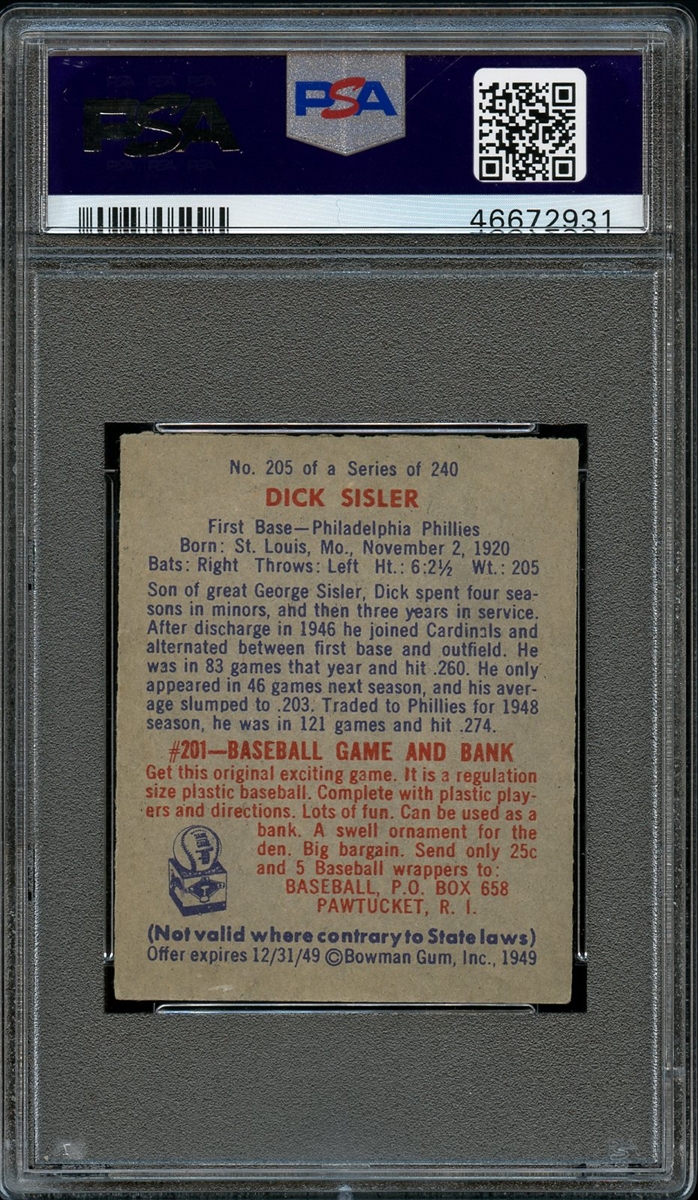 PSA
PSA
46672931
No. 205 of a Series of 240
DICK SISLER
First Base—Philadelphia Phillies
Born: St. Louis, Mo., November 2, 1920
Bats: Right Throws: Left Ht.: 6:2½ Wt.: 205
Son of great George Sisler, Dick spent four sea-
sons in minors, and then three years in service.
After discharge in 1946 he joined Cardinals and
alternated between first base and outfield. He
was in 83 games that year and hit .260. He only
appeared in 46 games next season, and his aver-
age slumped to .203. Traded to Phillies for 1948
season, he was in 121 games and hit .274.
#201—BASEBALL GAME AND BANK
Get this original exciting game. It is a regulation
size plastic baseball. Complete with plastic play-
ers and directions. Lots of fun. Can be used as a
bank. A swell ornament for the
den. Big bargain. Send only 25c
and 5 Baseball wrappers to:
BASEBALL, P.O. BOX 658
PAWTUCKET, R. I.
(Not valid where contrary to State laws)
Offer expires 12/31/49 ©Bowman Gum, Inc., 1949